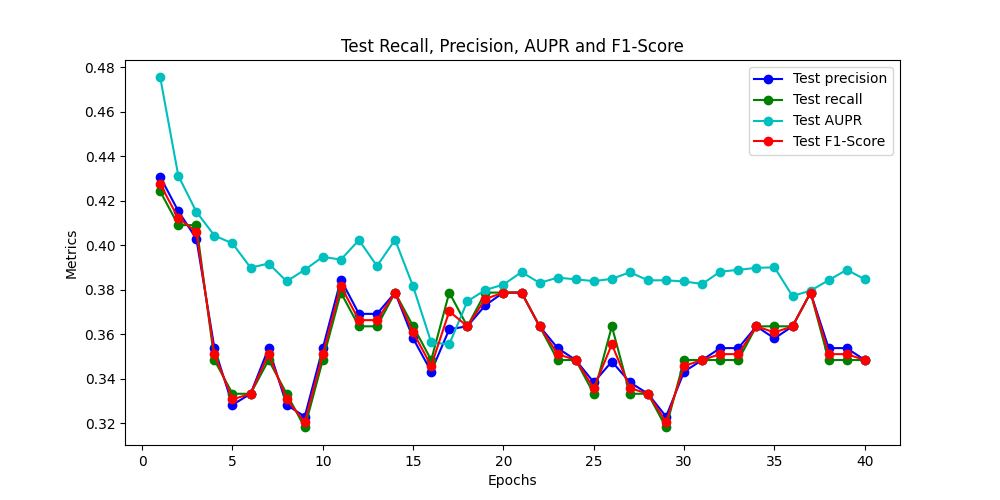 Test Recall, Precision, AUPR and F1-Score
0.48
0.46
0.44
0.42
0.40
0.38
0.36
0.34
0.32
Metrics
Test precision
Test recall
Test AUPR
Test F1-Score
0 5 10 15 20 25 30 35 40
Epochs